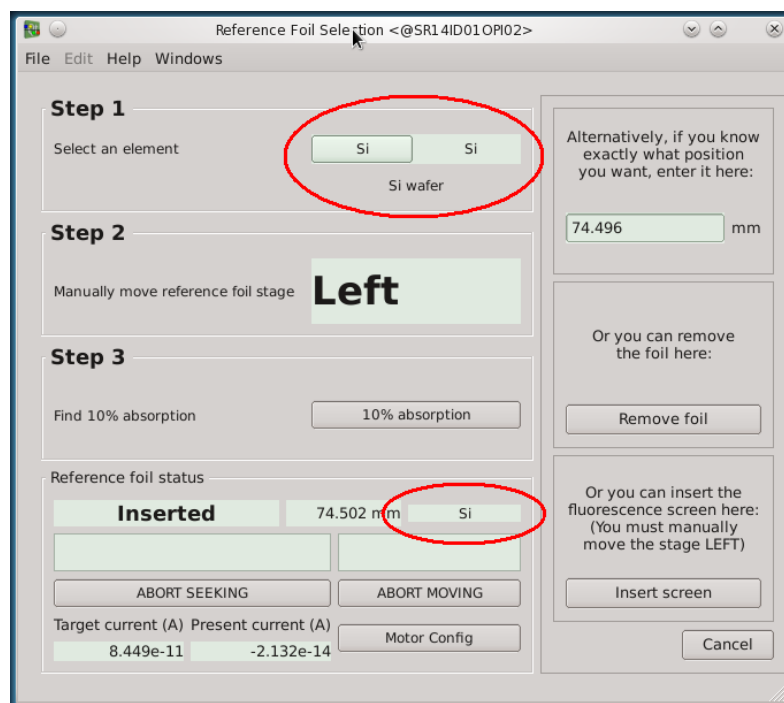 Reference Foil Selection <@SR14ID01OPI02>
File Edit Help Windows
Step 1
Select an element
Si
Si
Si wafer
Step 2
Manually move reference foil stage
Left
Step 3
Find 10% absorption
10% absorption
Reference foil status
Inserted
74.502 mm
Si
ABORT SEEKING
ABORT MOVING
Target current (A)
Present current (A)
8.449e-11
-2.132e-14
Motor Config
Alternatively, if you know
exactly what position
you want, enter it here:
74.496
mm
Or you can remove
the foil here:
Remove foil
Or you can insert the
fluorescence screen here:
(You must manually
move the stage LEFT)
Insert screen
Cancel